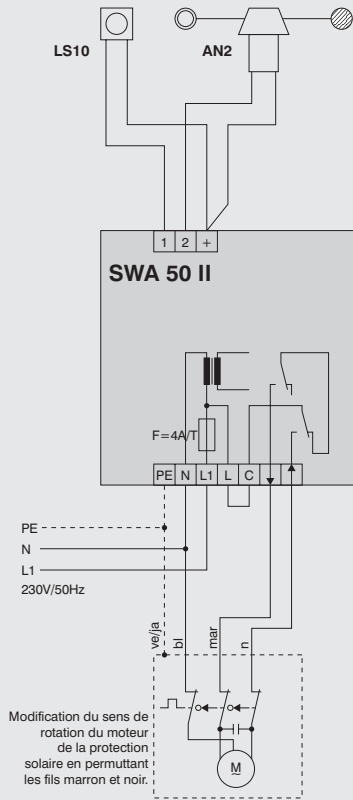 LS10
AN2
1 2 +
SWA 50 II
F=4A/T
PE N L1 L C
PE
N
L1
230V/50Hz
ve/ja
bl
mar
n
Modification du sens de
rotation du moteur
de la protection
solaire en permuttant
les fils marron et noir.
M
~